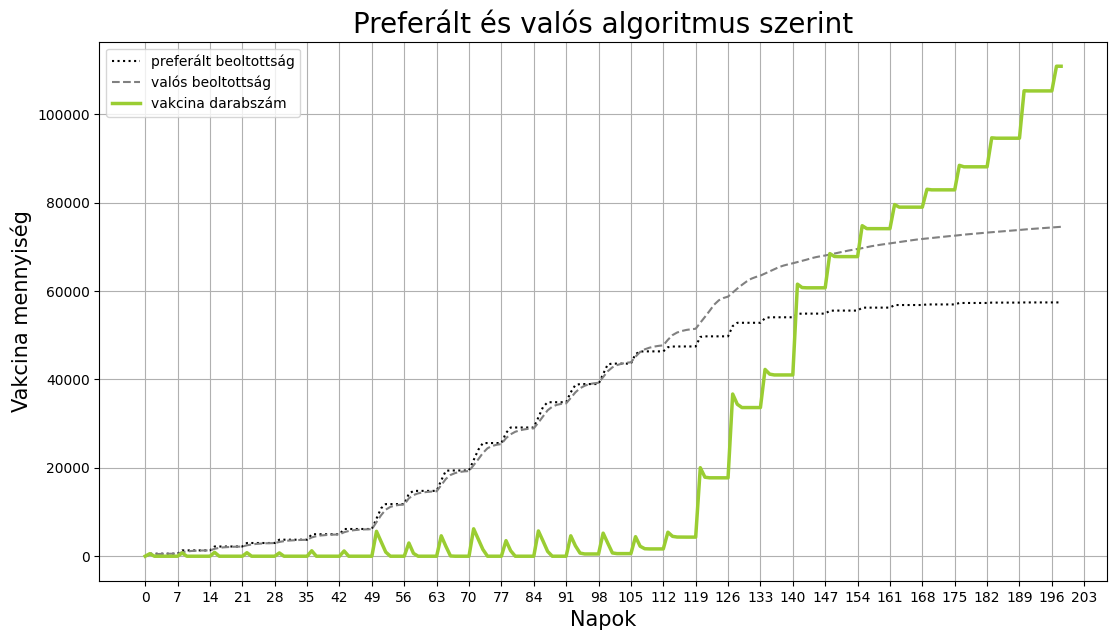 Preferált és valós algoritmus szerint
preferált beoltottság
valós beoltottság
vakcina darabszám
Vakcina mennyiség
100000
80000
60000
40000
20000
0
0 7 14 21 28 35 42 49 56 63 70 77 84 91 98 105 112 119 126 133 140 147 154 161 168 175 182 189 196 203
Napok